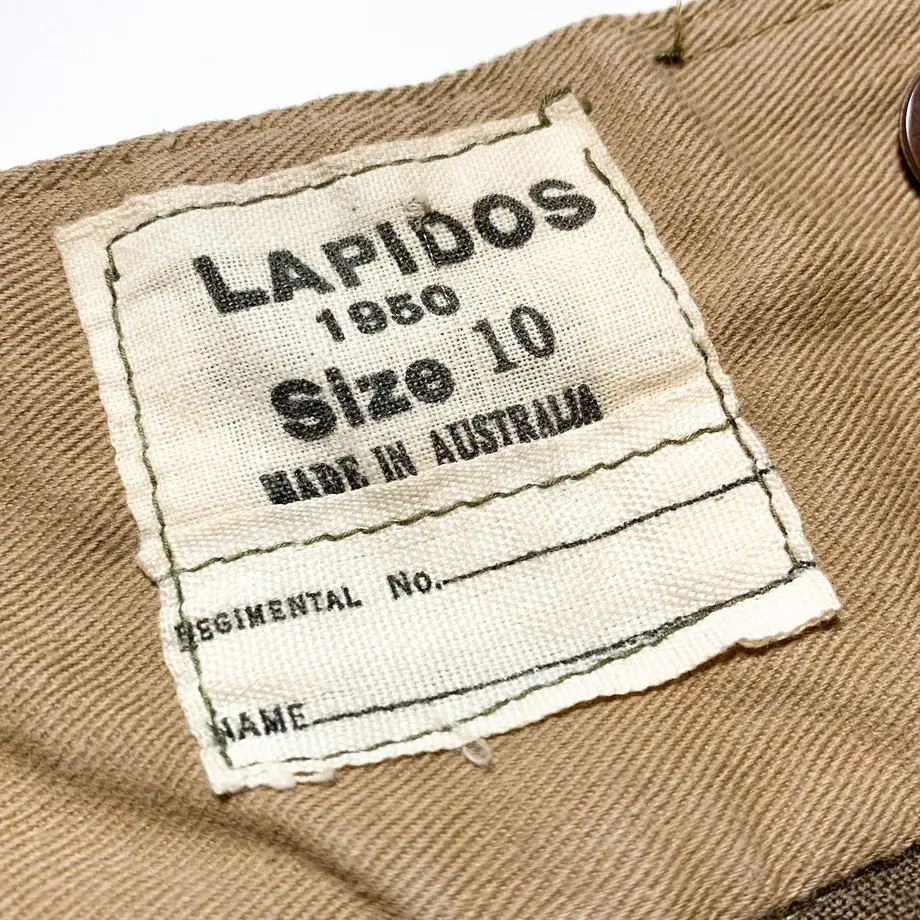 LAPIDOS
1950
Size 10
MADE IN AUSTRALIA
REGIMENTAL No.
NAME